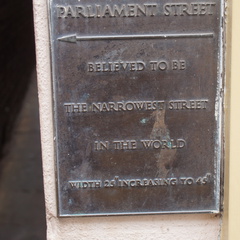 PARLIAMENT STREET
BELIEVED TO BE
THE NARROWEST STREET
IN THE WORLD
WIDTH 25" INCREASING TO 45"